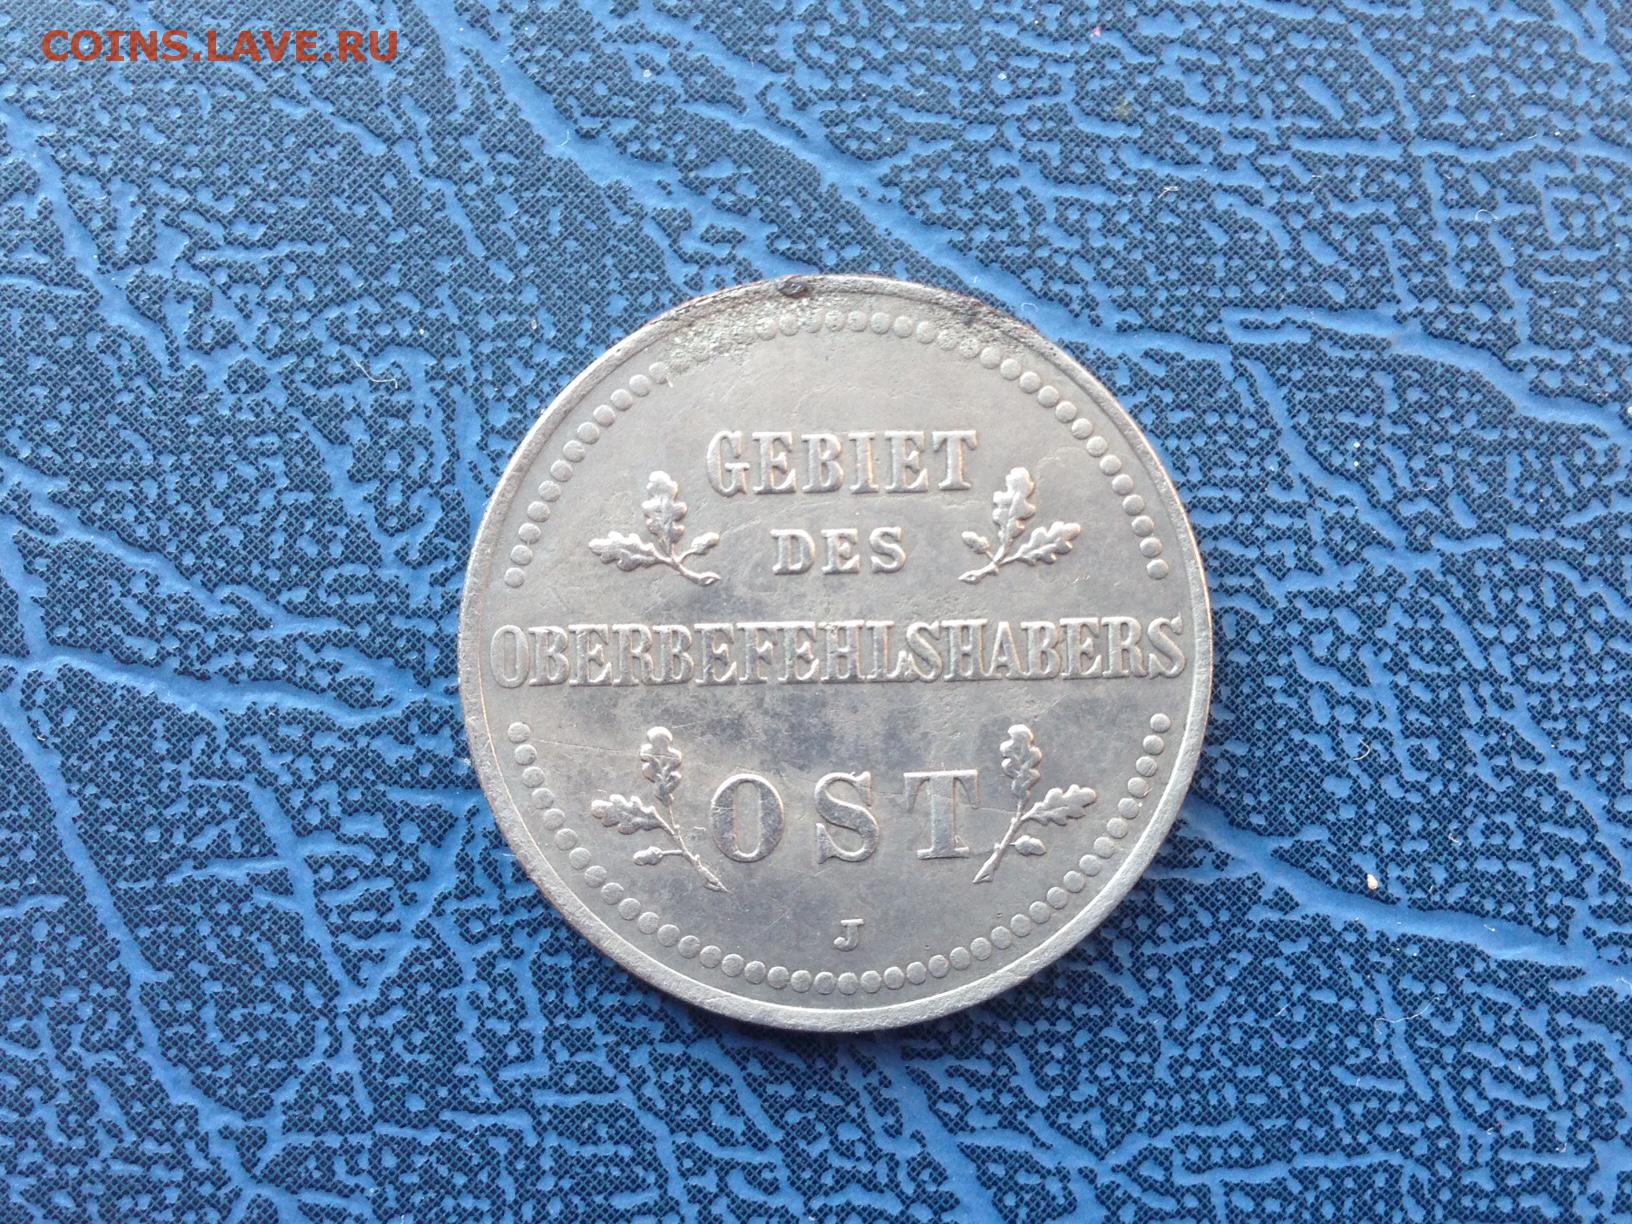 COINS.LAVE.RU
GEBIET
DES
OBERBEFEHLSHABERS
OST
J